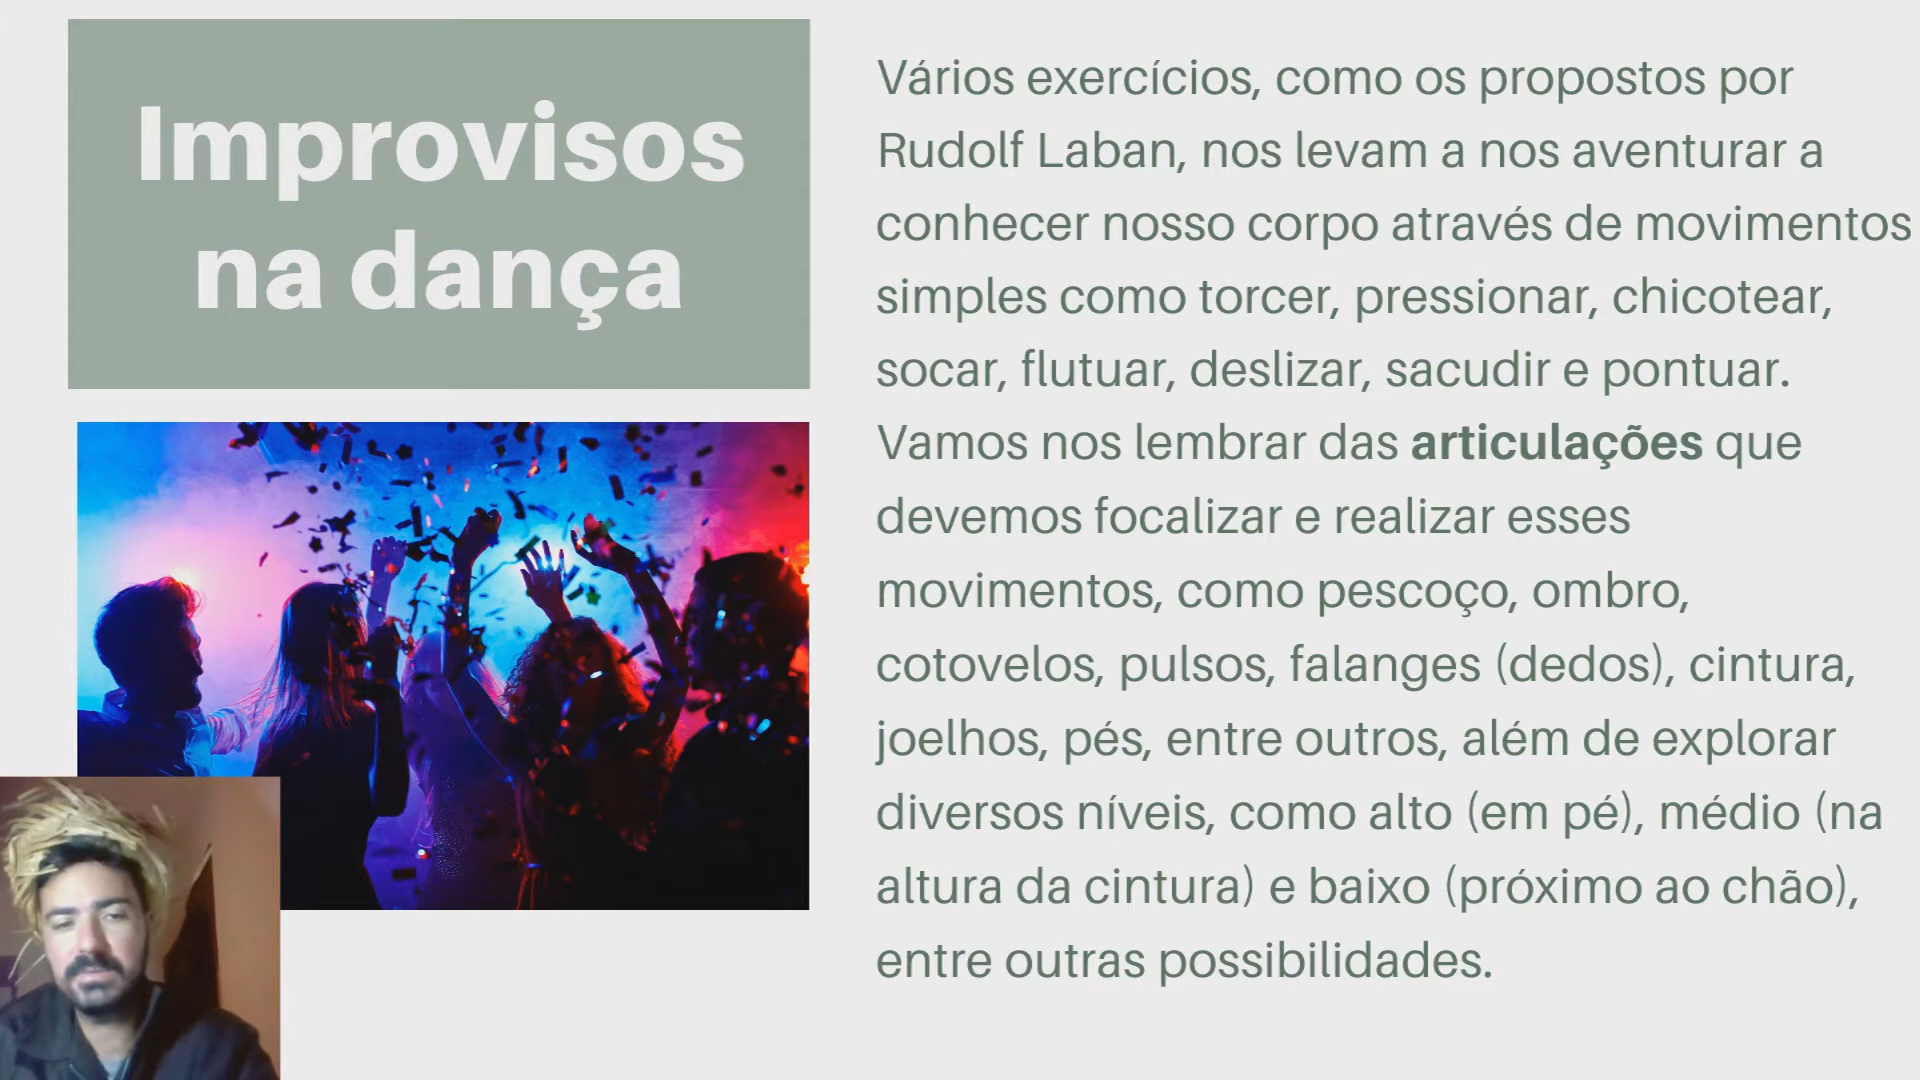 Improvisos
na dança
Vários exercícios, como os propostos por
Rudolf Laban, nos levam a nos aventurar a
conhecer nosso corpo através de movimentos
simples como torcer, pressionar, chicotear,
socar, flutuar, deslizar, sacudir e pontuar.
Vamos nos lembrar das articulações que
devemos focalizar e realizar esses
movimentos, como pescoço, ombro,
cotovelos, pulsos, falanges (dedos), cintura,
joelhos, pés, entre outros, além de explorar
diversos níveis, como alto (em pé), médio (na
altura da cintura) e baixo (próximo ao chão),
entre outras possibilidades.